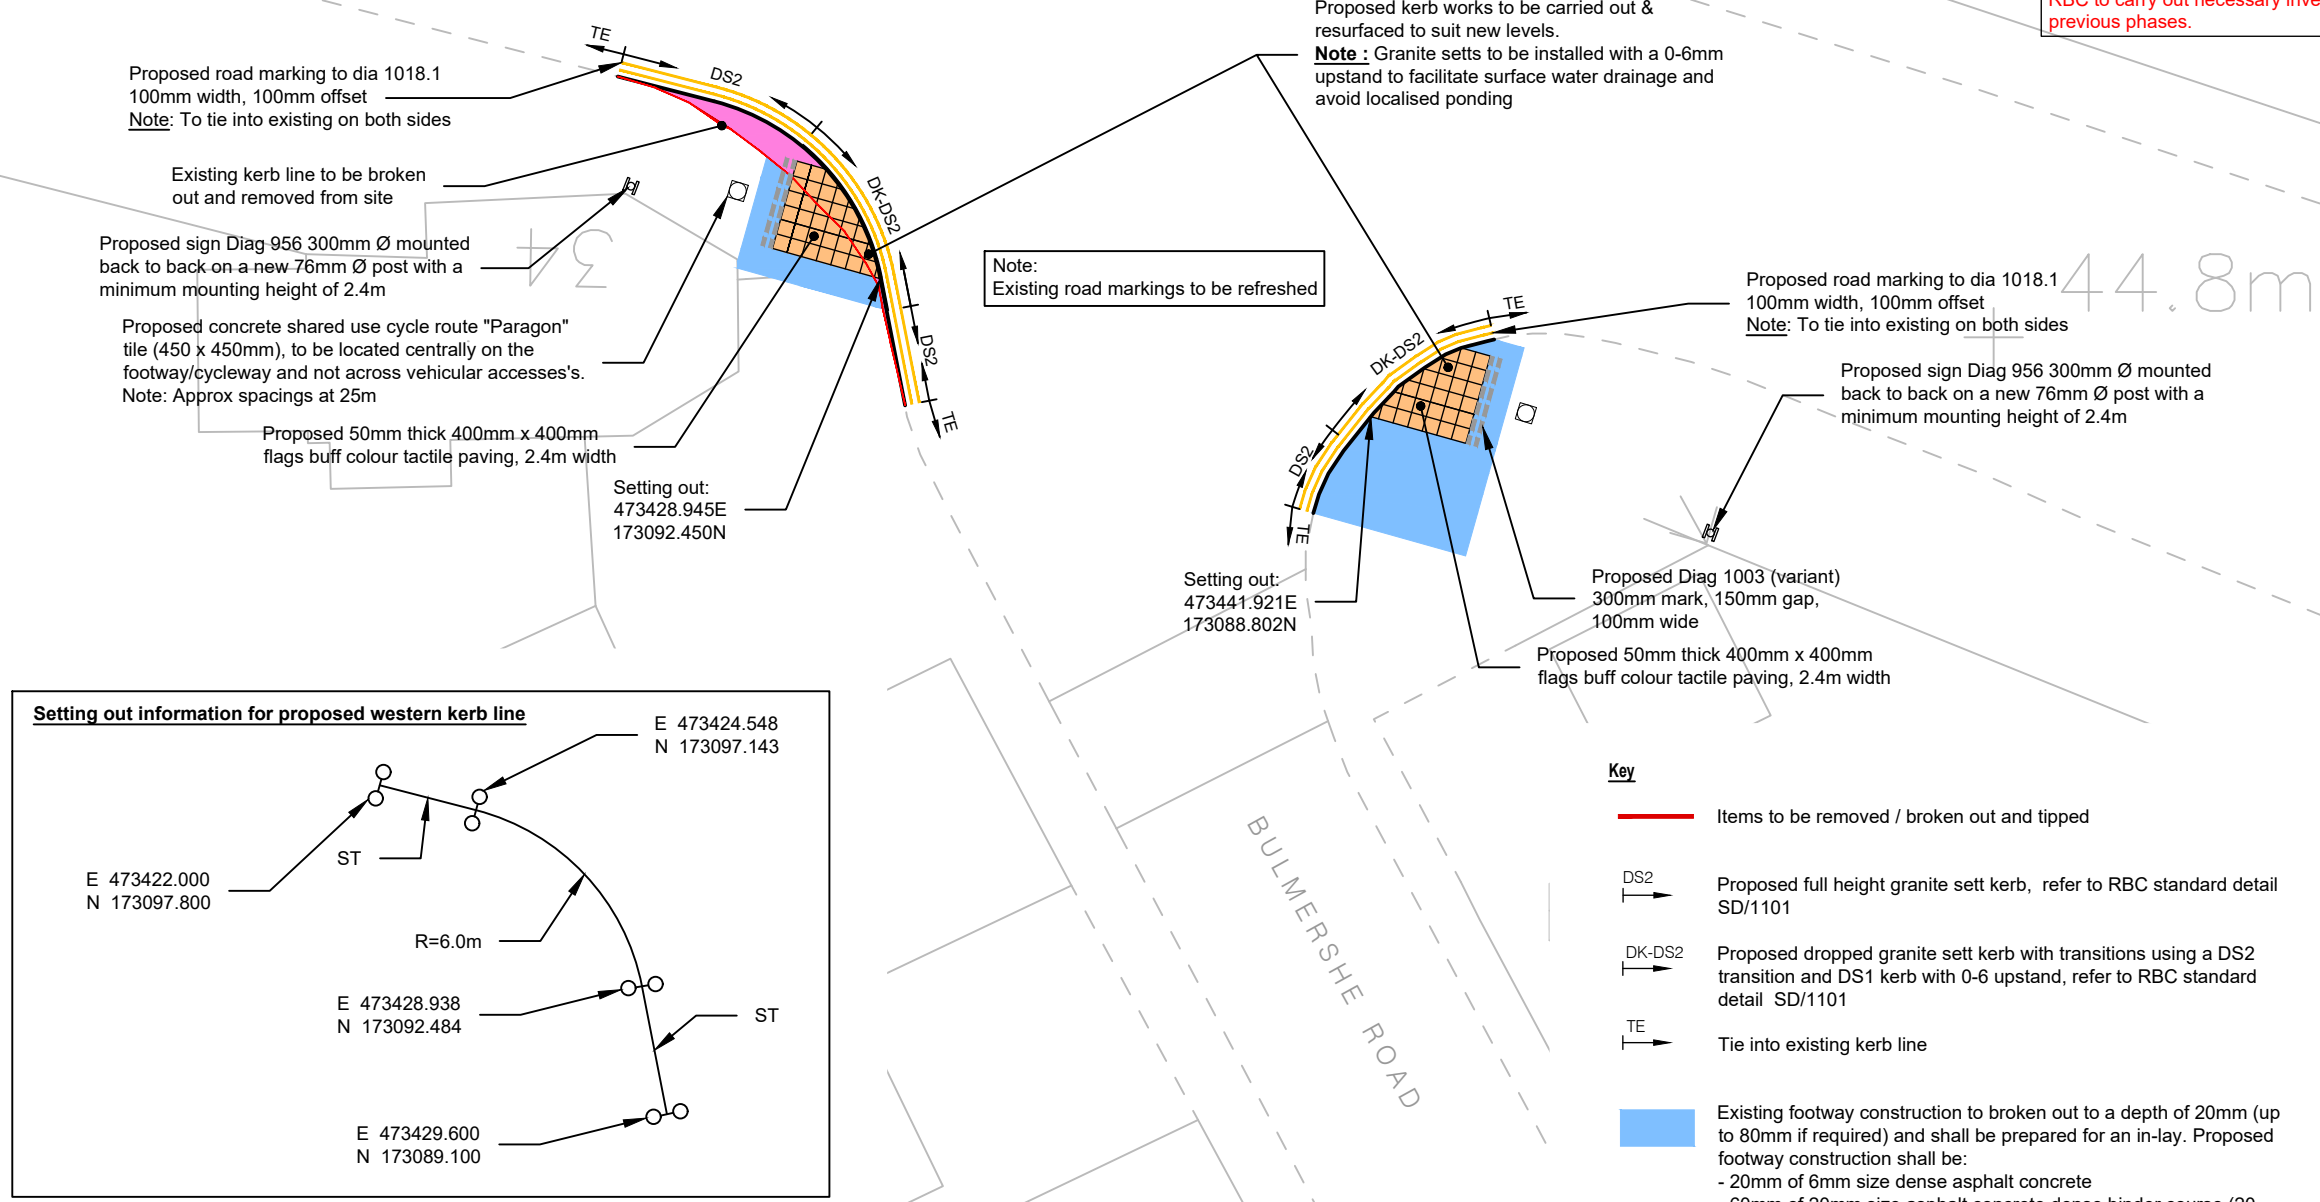 Proposed kerb works to be carried out &
resurfaced to suit new levels.
Note : Granite setts to be installed with a 0-6mm
upstand to facilitate surface water drainage and
avoid localised ponding
RBC to carry out necessary
previous phases.
TE
DS2
DK-DS2
DS2
TE
Proposed road marking to dia 1018.1
100mm width, 100mm offset
Note: To tie into existing on both sides
Existing kerb line to be broken
out and removed from site
Proposed sign Diag 956 300mm Ø mounted
back to back on a new 76mm Ø post with a
minimum mounting height of 2.4m
34
Proposed concrete shared use cycle route "Paragon"
tile (450 x 450mm), to be located centrally on the
footway/cycleway and not across vehicular accesses's.
Note: Approx spacings at 25m
Proposed 50mm thick 400mm x 400mm
flags buff colour tactile paving, 2.4m width
Setting out:
473428.945E
173092.450N
Note:
Existing road markings to be refreshed
TE
DK-DS2
DS2
TE
Proposed road marking to dia 1018.1
100mm width, 100mm offset
Note: To tie into existing on both sides
44.8m
Proposed sign Diag 956 300mm Ø mounted
back to back on a new 76mm Ø post with a
minimum mounting height of 2.4m
Setting out:
473441.921E
173088.802N
Proposed Diag 1003 (variant)
300mm mark, 150mm gap,
100mm wide
Proposed 50mm thick 400mm x 400mm
flags buff colour tactile paving, 2.4m width
Setting out information for proposed western kerb line
E 473424.548
N 173097.143
ST
E 473422.000
N 173097.800
R=6.0m
E 473428.938
N 173092.484
ST
E 473429.600
N 173089.100
BULMERSHE ROAD
Key
Items to be removed / broken out and tipped
DS2
Proposed full height granite sett kerb, refer to RBC standard detail
SD/1101
DK-DS2
Proposed dropped granite sett kerb with transitions using a DS2
transition and DS1 kerb with 0-6 upstand, refer to RBC standard
detail SD/1101
TE
Tie into existing kerb line
Existing footway construction to broken out to a depth of 20mm (up
to 80mm if required) and shall be prepared for an in-lay. Proposed
footway construction shall be:
- 20mm of 6mm size dense asphalt concrete
- 60mm of 20mm size asphalt concrete dense binder course (20